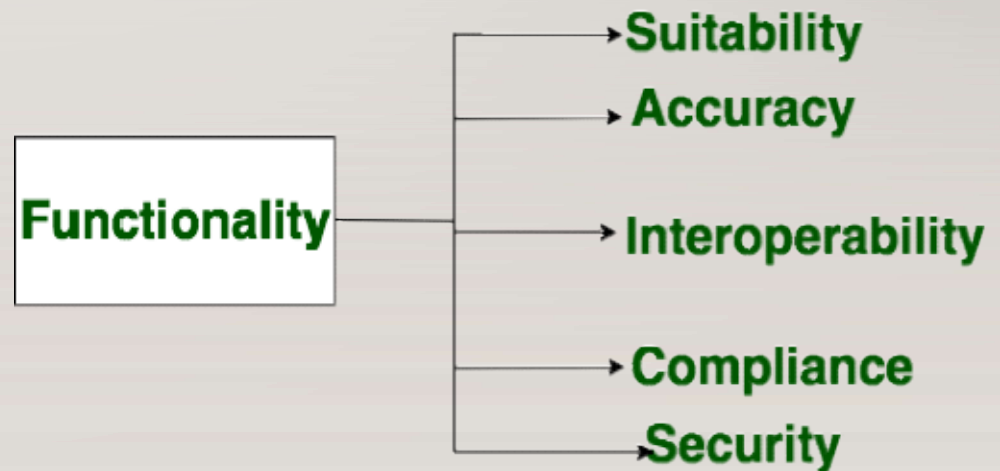 Suitability
Accuracy
Functionality
Interoperability
Compliance
Security